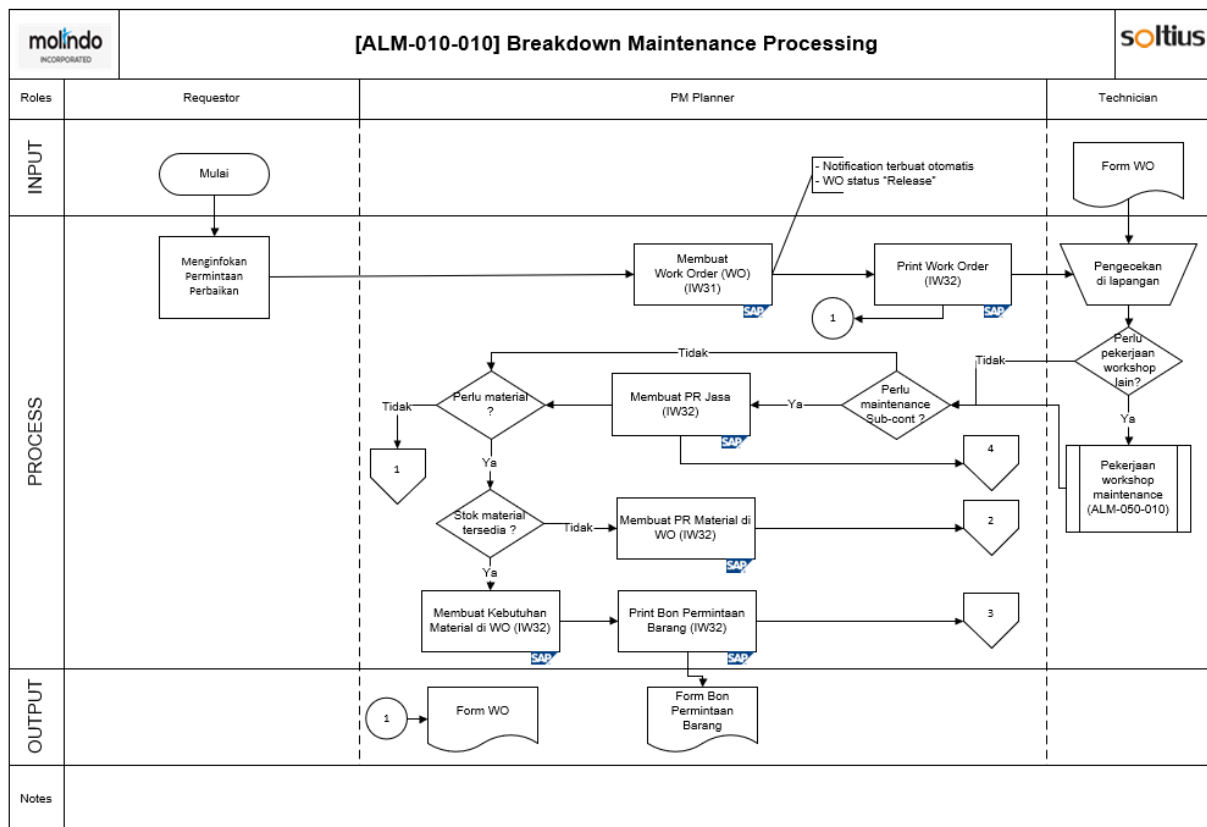 molindo
INCORPORATED
[ALM-010-010] Breakdown Maintenance Processing
soltius
Roles
Requestor
PM Planner
Technician
INPUT
Mulai
- Notification terbuat otomatis
- WO status "Release"
Form WO
PROCESS
Menginfokan
Permintaan
Perbaikan
Membuat
Work Order (WO)
(IW31)
SAP
Print Work Order
(IW32)
SAP
Pengecekan
di lapangan
1
Perlu
pekerjaan
workshop
lain?
Tidak
Ya
Pekerjaan
workshop
maintenance
(ALM-050-010)
Perlu
maintenance
Sub-cont ?
Tidak
Ya
Membuat PR Jasa
(IW32)
SAP
4
Perlu material
?
Tidak
1
Ya
Stok material
tersedia ?
Tidak
Membuat PR Material di
WO (IW32)
SAP
2
Ya
Membuat Kebutuhan
Material di WO (IW32)
SAP
Print Bon Permintaan
Barang (IW32)
SAP
3
OUTPUT
1
Form WO
Form Bon
Permintaan
Barang
Notes